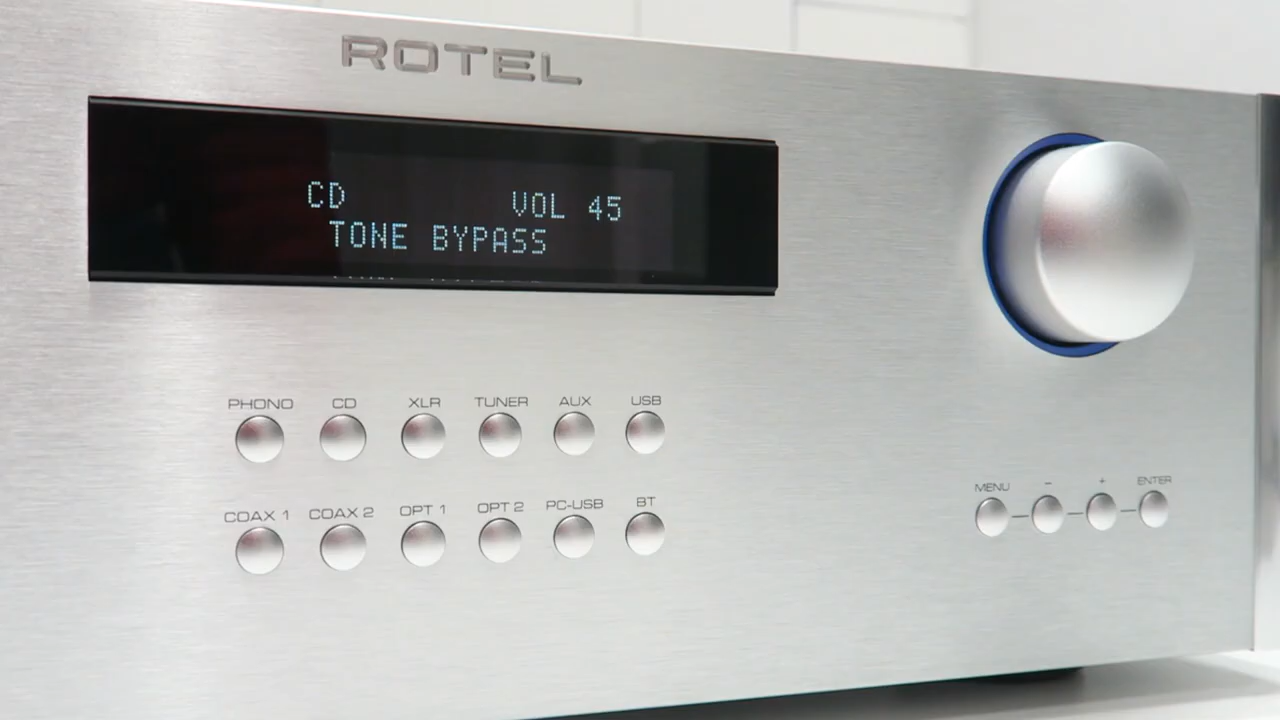 ROTEL
CD VOL 45
TONE BYPASS
PHONO CD XLR TUNER AUX USB
COAX 1 COAX 2 OPT 1 OPT 2 PC-USB BT
MENU - + ENTER